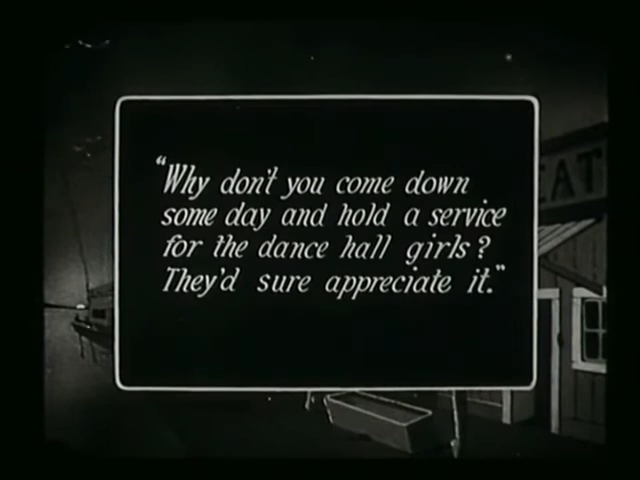 "Why don't you come down
some day and hold a service
for the dance hall girls?
They'd sure appreciate it."
EAT